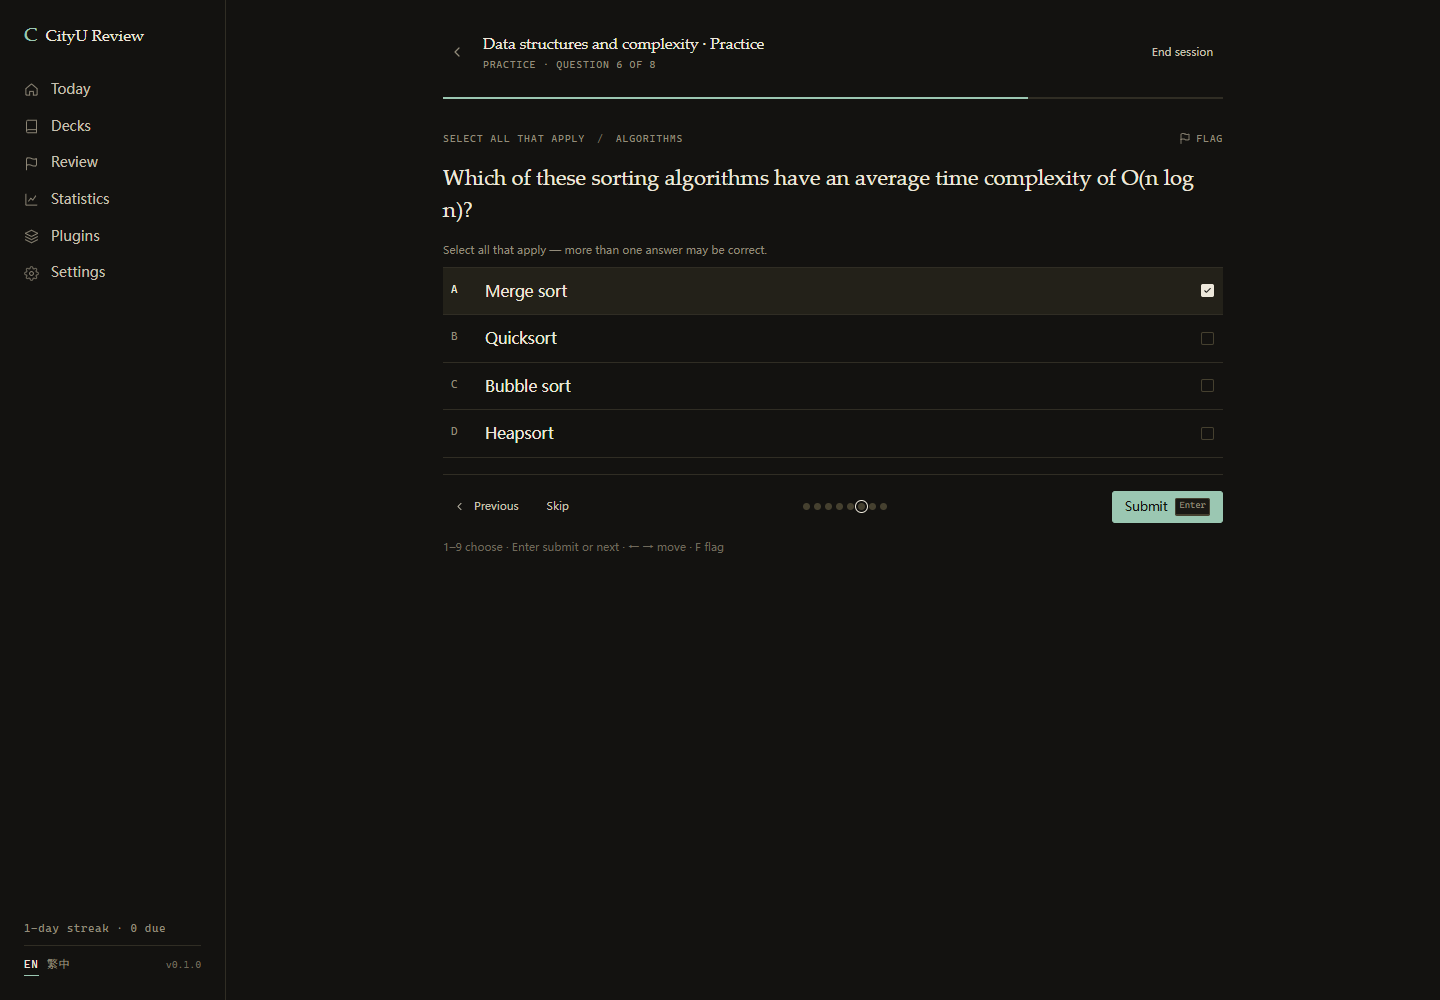 C CityU Review
Today
Decks
Review
Statistics
Plugins
Settings
1-day streak · 0 due
EN 繁中 v0.1.0
Data structures and complexity · Practice
PRACTICE · QUESTION 6 OF 8
End session
SELECT ALL THAT APPLY / ALGORITHMS
FLAG
Which of these sorting algorithms have an average time complexity of O(n log
n)?
Select all that apply — more than one answer may be correct.
A Merge sort
B Quicksort
C Bubble sort
D Heapsort
Previous Skip
Submit Enter
1–9 choose · Enter submit or next · ← → move · F flag